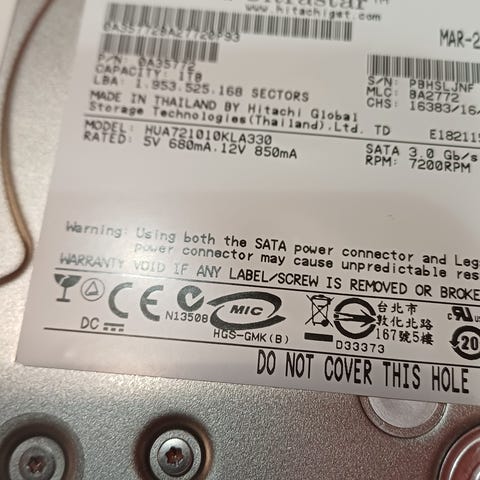 Ultrastar™
www.hitachigst.com
MAR-2
P/N: 0A35772
CAPACITY: 1TB
LBA: 1,953,525,168 SECTORS
S/N: PBHSLJNF
MLC: BA2772
CHS: 16383/16/
MADE IN THAILAND BY Hitachi Global
Storage Technologies(Thailand).Ltd. TD
E18211
MODEL: HUA721010KLA330
RATED: 5V 680mA.12V 850mA
SATA 3.0 Gb/s
RPM: 7200RPM
Warning: Using both the SATA power connector and Leg
power connector may cause unpredictable res
WARRANTY VOID IF ANY LABEL/SCREW IS REMOVED OR BROKE
CE
N13508
MIC
HGS-GMK(B)
D33373
台北市
敦化北路
167號5樓
20
DC
DO NOT COVER THIS HOLE